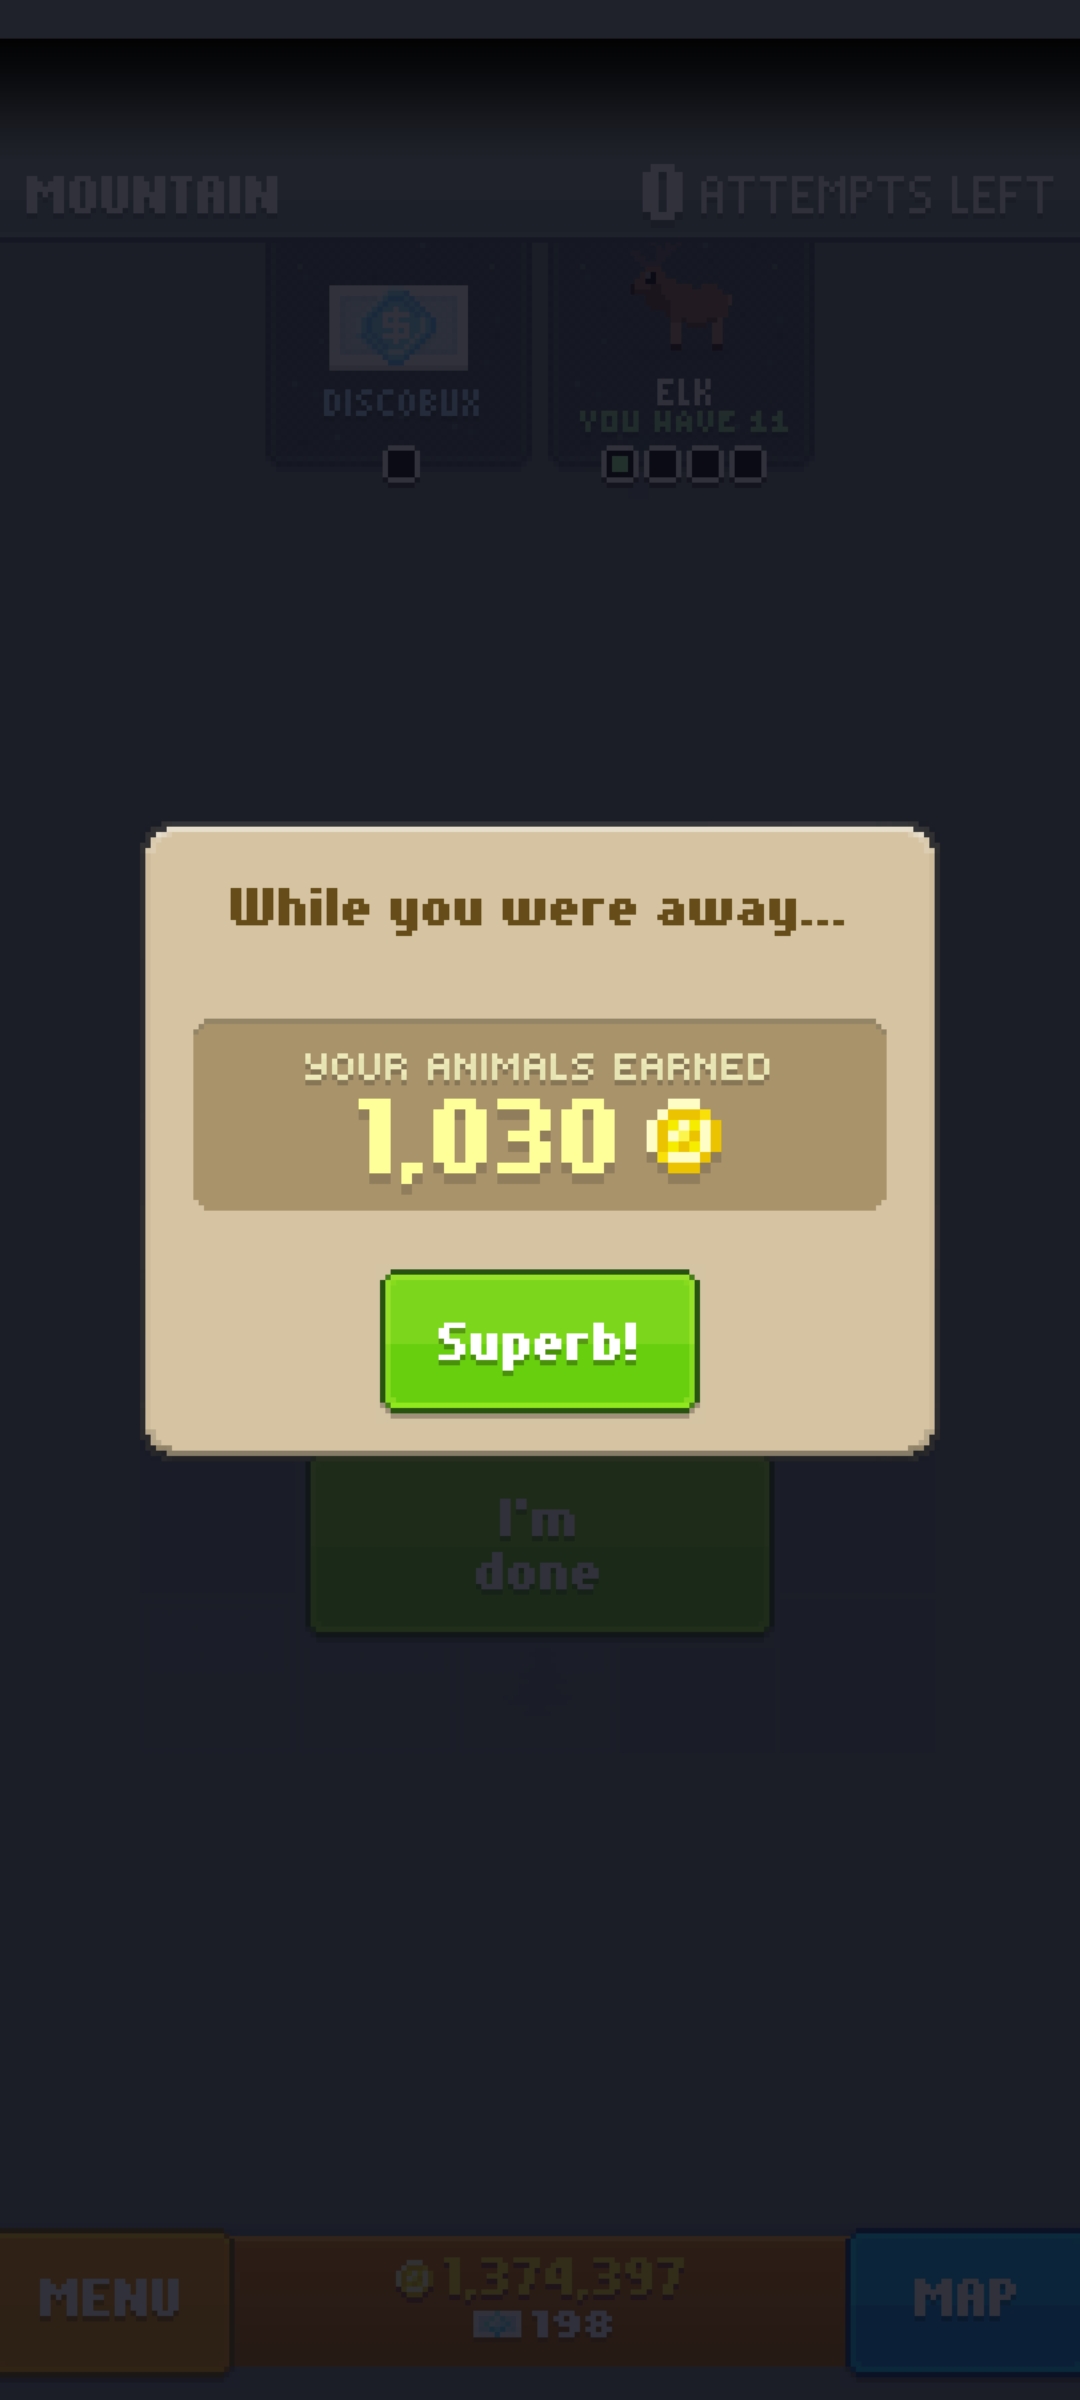 MOUNTAIN
0 ATTEMPTS LEFT
$
DISCOBUX
ELK
YOU HAVE 11
While you were away...
YOUR ANIMALS EARNED
1,030
Superb!
I'm
done
MENU
1,374,397
198
MAP